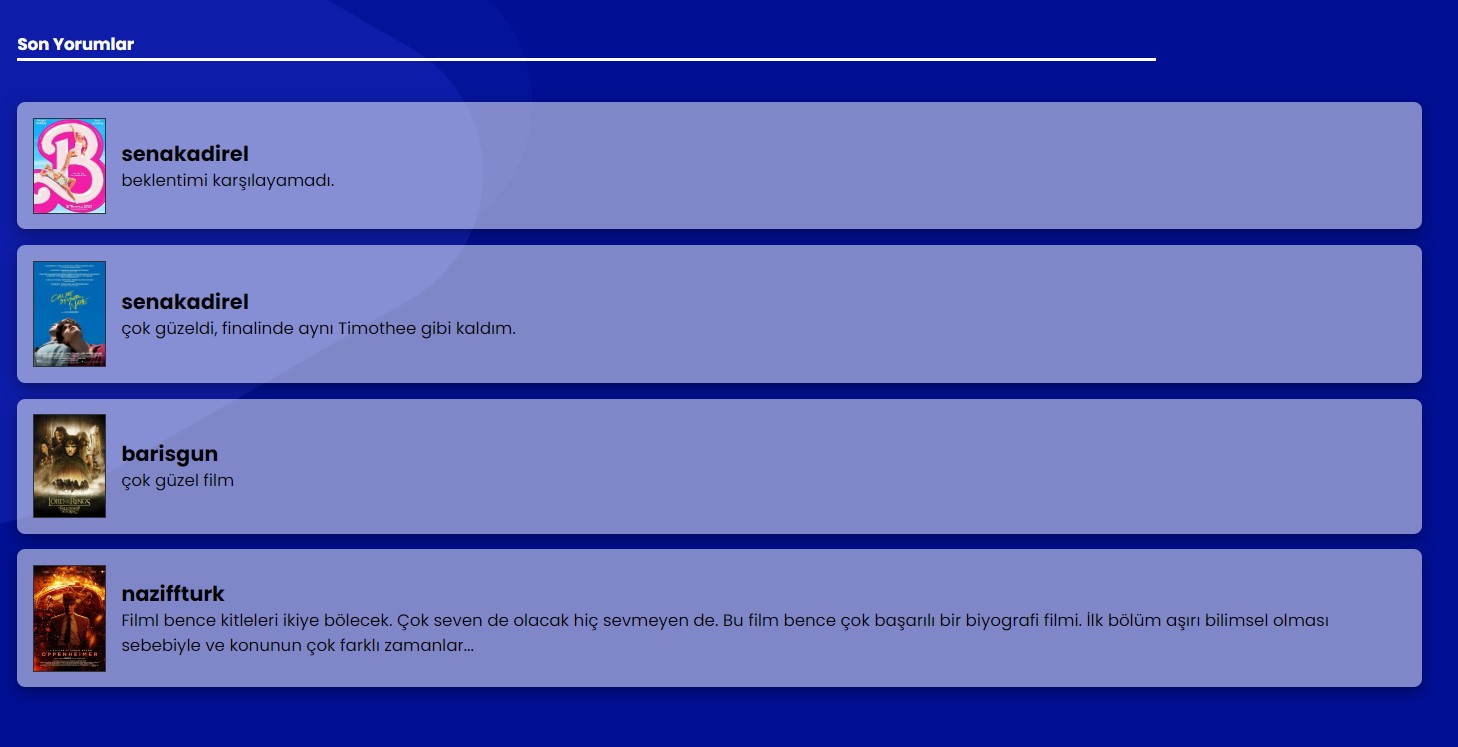 Son Yorumlar
senakadirel
beklentimi karşılayamadı.
senakadirel
çok güzeldi, finalinde aynı Timothee gibi kaldım.
barisgun
çok güzel film
naziffturk
Filml bence kitleleri ikiye bölecek. Çok seven de olacak hiç sevmeyen de. Bu film bence çok başarılı bir biyografi filmi. İlk bölüm aşırı bilimsel olması
sebebiyle ve konunun çok farklı zamanlar...
OPPENHEIMER